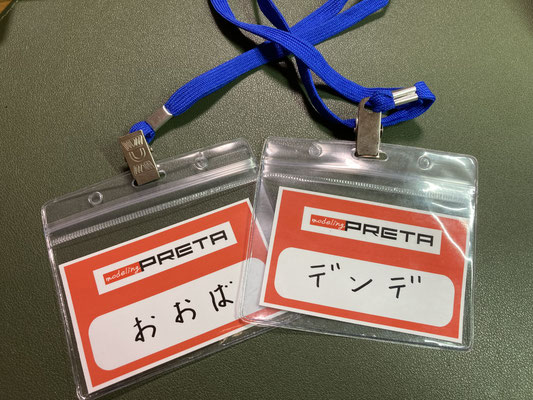 modeling PRETA
おおば
modeling PRETA
デンデ